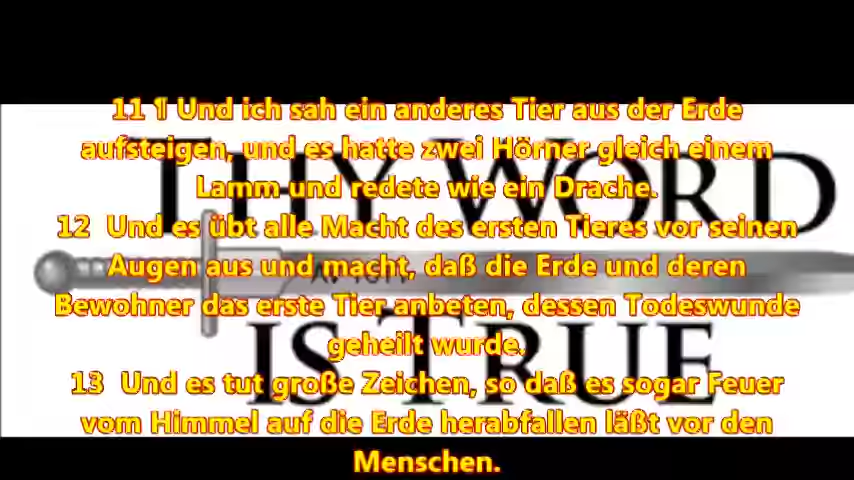 11 ¶ Und ich sah ein anderes Tier aus der Erde
aufsteigen, und es hatte zwei Hörner gleich einem
Lamm und redete wie ein Drache.
12 Und es übt alle Macht des ersten Tieres vor seinen
Augen aus und macht, daß die Erde und deren
Bewohner das erste Tier anbeten, dessen Todeswunde
geheilt wurde.
13 Und es tut große Zeichen, so daß es sogar Feuer
vom Himmel auf die Erde herabfallen läßt vor den
Menschen.
THY WORD
IS TRUE